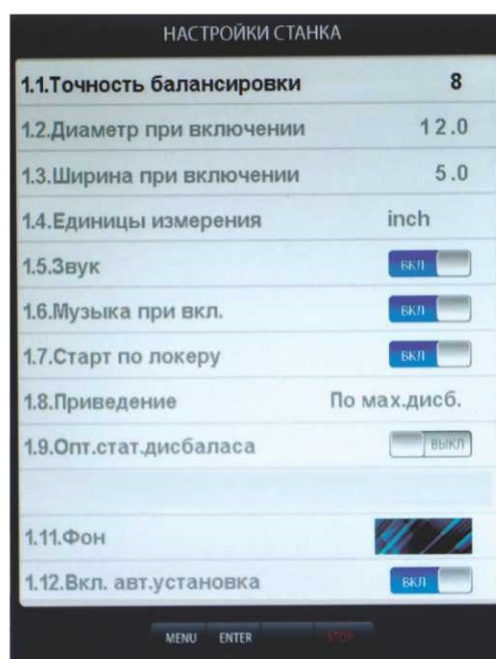 НАСТРОЙКИ СТАНКА
1.1.Точность балансировки 8
1.2.Диаметр при включении 12.0
1.3.Ширина при включении 5.0
1.4.Единицы измерения inch
1.5.Звук ВКЛ
1.6.Музыка при вкл. ВКЛ
1.7.Старт по локеру ВКЛ
1.8.Приведение По мах.дисб.
1.9.Опт.стат.дисбаласа ВЫКЛ
1.11.Фон
1.12.Вкл. авт.установка ВКЛ
MENU ENTER STOP